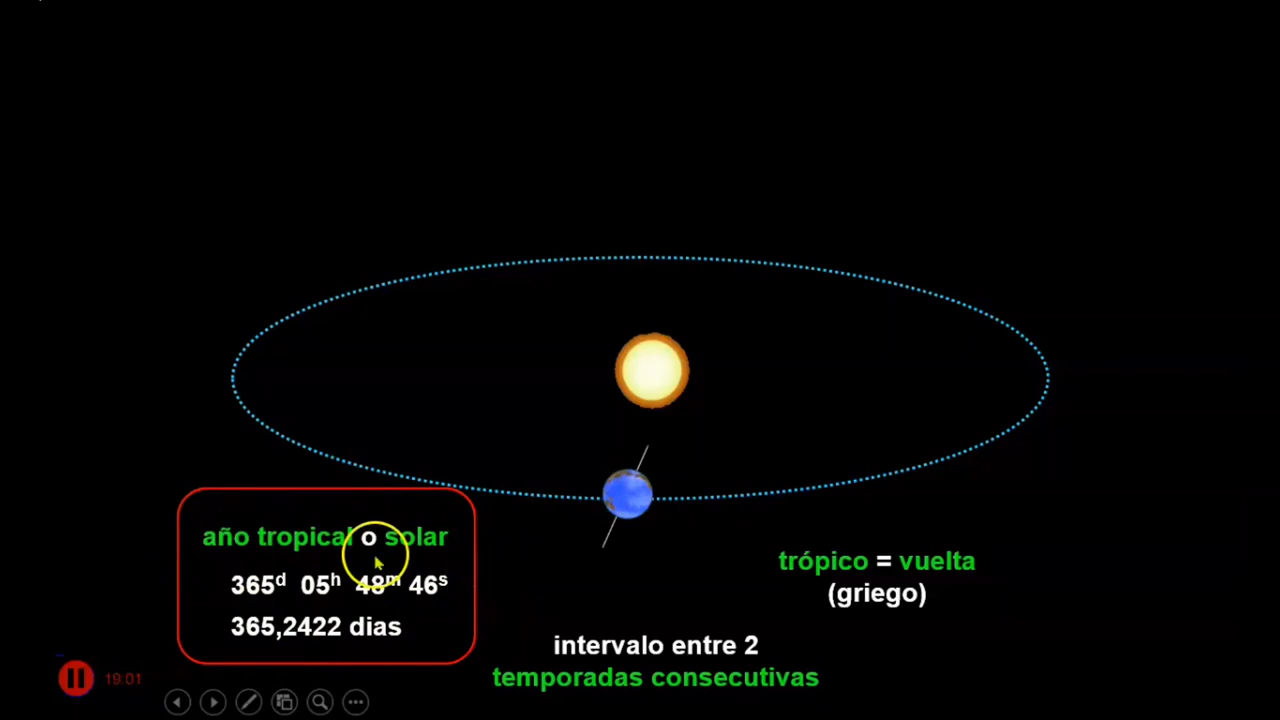 año tropical o solar
365d 05h 48m 46s
365,2422 dias
trópico = vuelta
(griego)
intervalo entre 2
temporadas consecutivas
19:01